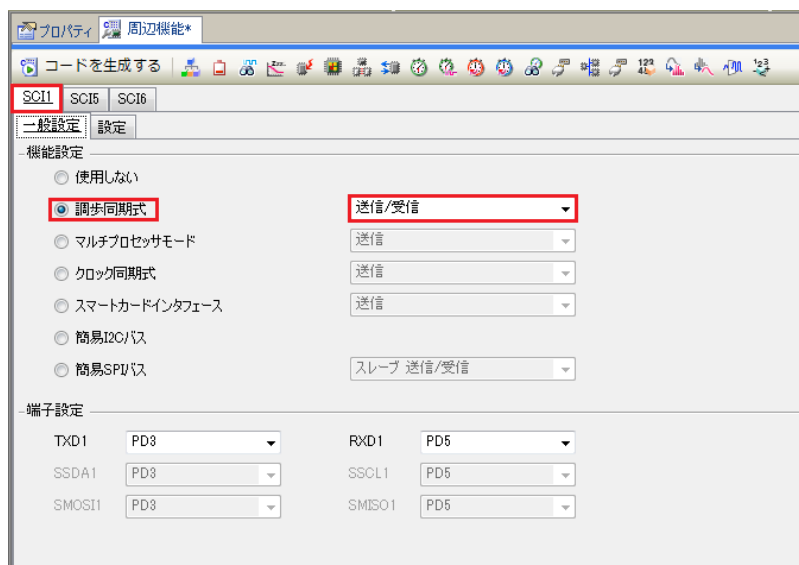 プロパティ 周辺機能*
コードを生成する
SCI1 SCI5 SCI6
一般設定 設定
機能設定
使用しない
調歩同期式 送信/受信
マルチプロセッサモード 送信
クロック同期式 送信
スマートカードインタフェース 送信
簡易I2Cバス
簡易SPIバス スレーブ 送信/受信
端子設定
TXD1 PD3 RXD1 PD5
SSDA1 PD3 SSCL1 PD5
SMOSI1 PD3 SMISO1 PD5